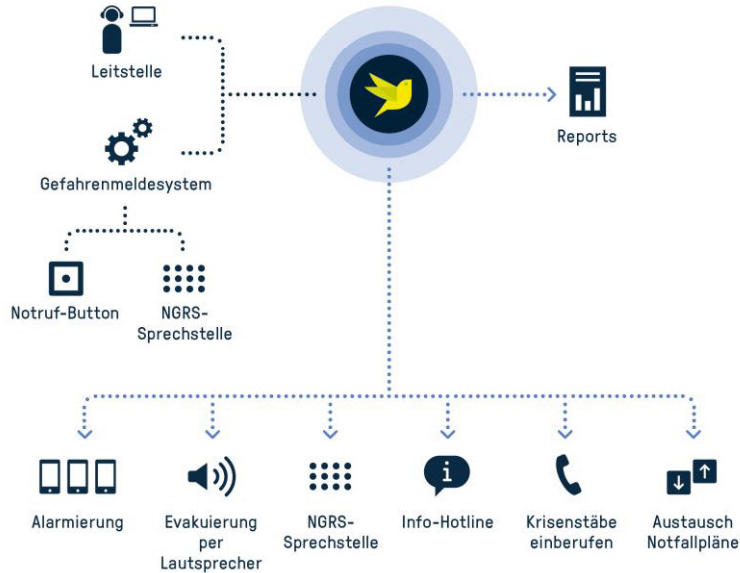 Leitstelle
Reports
Gefahrenmeldesystem
Notruf-Button
NGRS-
Sprechstelle
Alarmierung
Evakuierung
per
Lautsprecher
NGRS-
Sprechstelle
Info-Hotline
Krisenstäbe
einberufen
Austausch
Notfallpläne